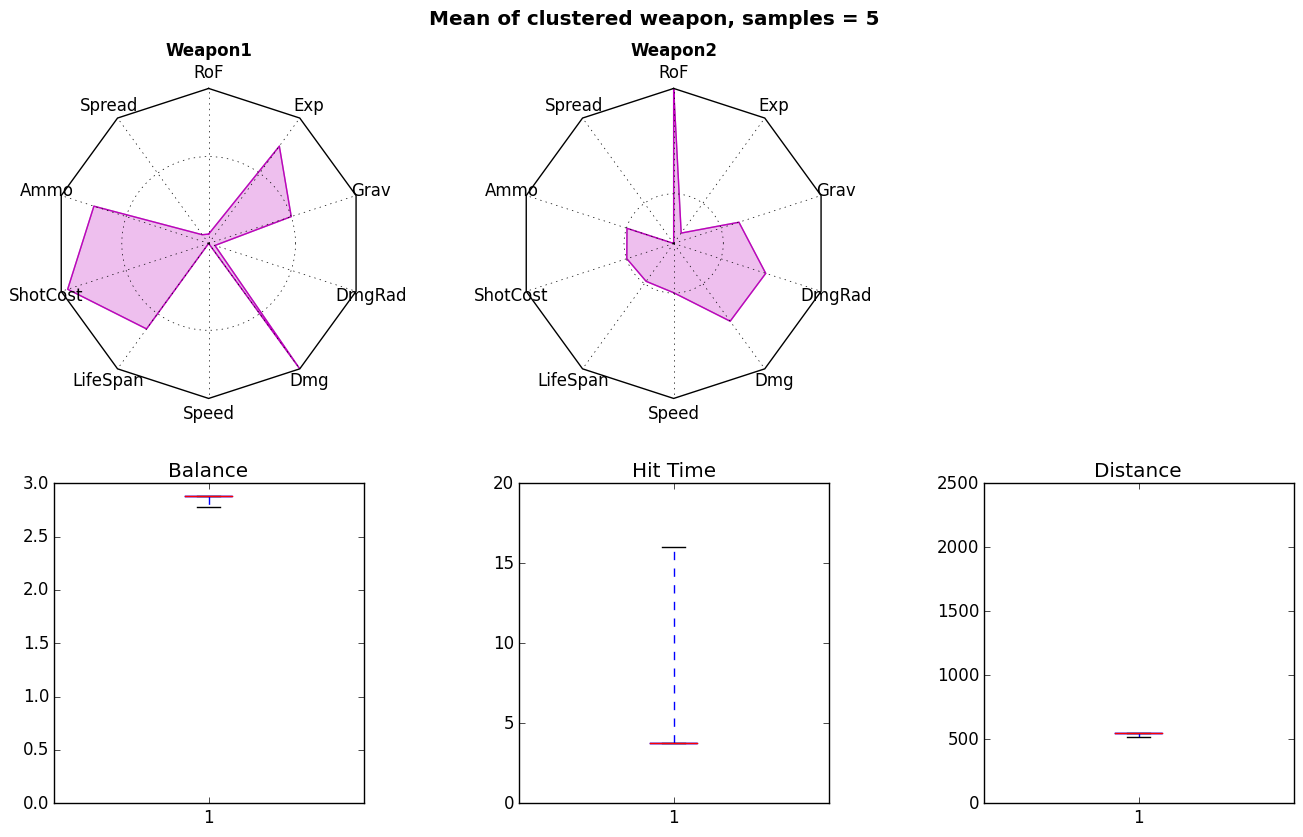 Mean of clustered weapon, samples = 5
Weapon1
RoF
Exp
Grav
DmgRad
Dmg
Speed
LifeSpan
ShotCost
Ammo
Spread
Weapon2
RoF
Exp
Grav
DmgRad
Dmg
Speed
LifeSpan
ShotCost
Ammo
Spread
Balance
3.0
2.5
2.0
1.5
1.0
0.5
0.0
1
Hit Time
20
15
10
5
0
1
Distance
2500
2000
1500
1000
500
0
1